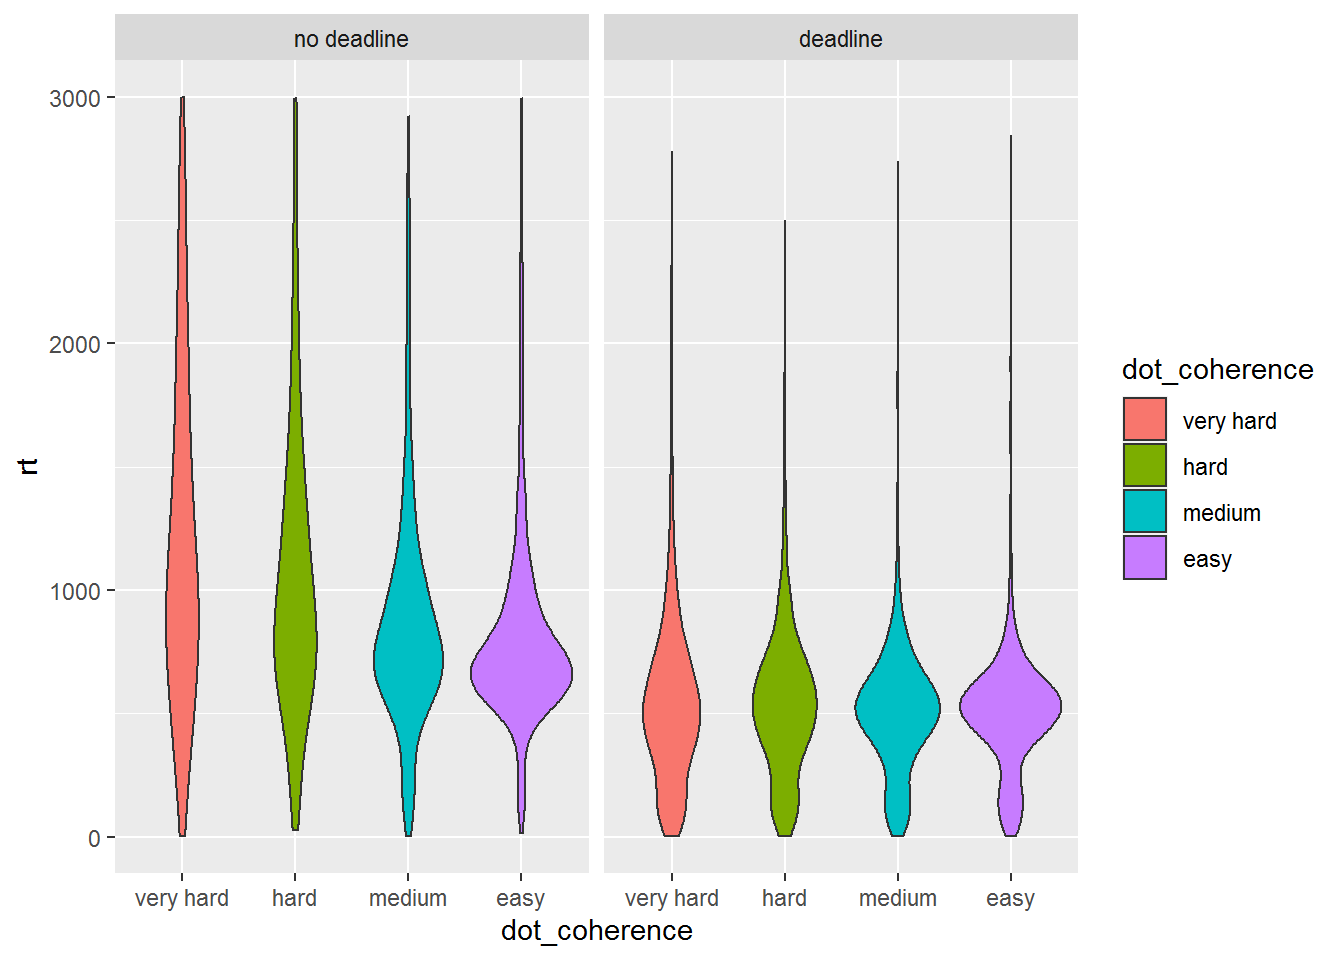 no deadline
deadline
3000
2000
1000
0
rt
very hard
hard
medium
easy
very hard
hard
medium
easy
dot_coherence
dot_coherence
very hard
hard
medium
easy